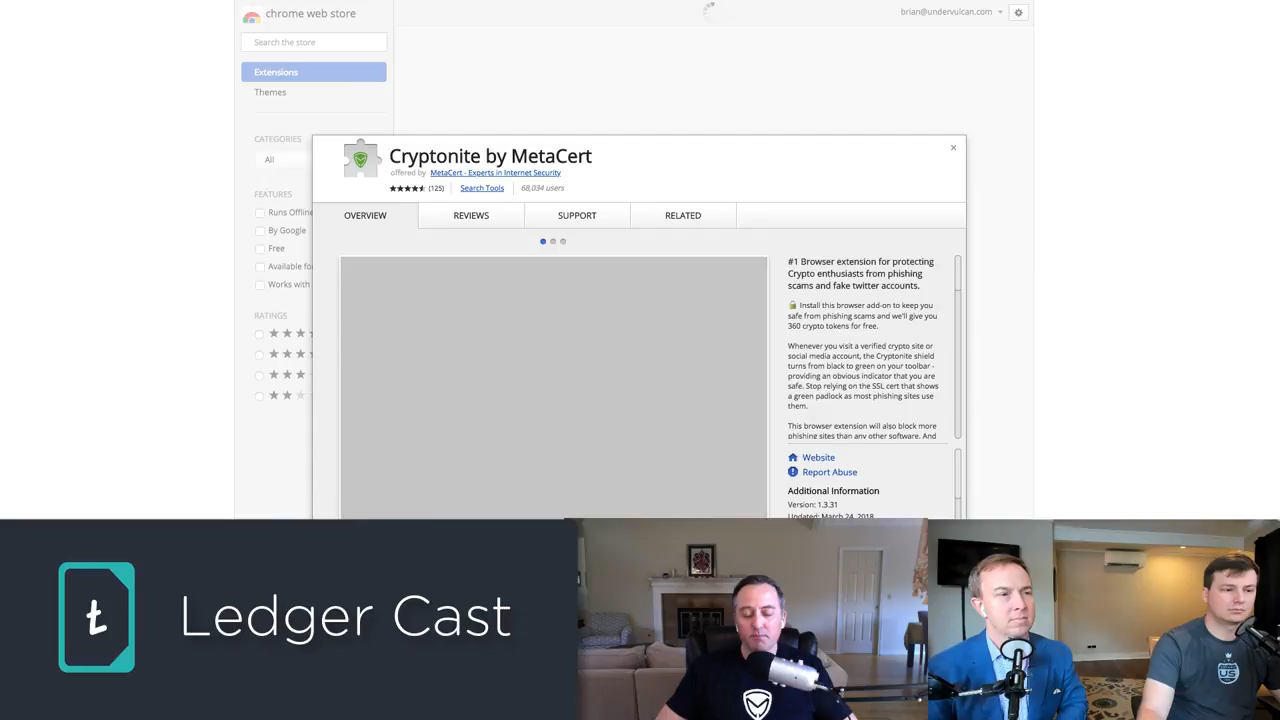 chrome web store
brian@undervulcan.com
Search the store
Extensions
Themes
CATEGORIES
All
FEATURES
Runs Offlin
By Google
Free
Available fo
Works with
RATINGS
Cryptonite by MetaCert
offered by MetaCert - Experts in Internet Security
(125)
Search Tools
68,034 users
OVERVIEW
REVIEWS
SUPPORT
RELATED
#1 Browser extension for protecting
Crypto enthusiasts from phishing
scams and fake twitter accounts.
Install this browser add-on to keep you
safe from phishing scams and we'll give you
360 crypto tokens for free.
Whenever you visit a verified crypto site or
social media account, the Cryptonite shield
turns from black to green on your toolbar -
providing an obvious indicator that you are
safe. Stop relying on the SSL cert that shows
a green padlock as most phishing sites use
them.
This browser extension will also block more
phishing sites than any other software. And
Website
Report Abuse
Additional Information
Version: 1.3.31
Updated: March 24, 2018
t
Ledger Cast
US